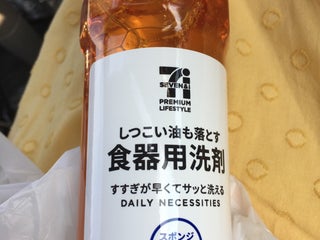 7i
SEVEN&i
PREMIUM
LIFESTYLE
しつこい油も落とす
食器用洗剤
すすぎが早くてサッと洗える
DAILY NECESSITIES
スポンジ